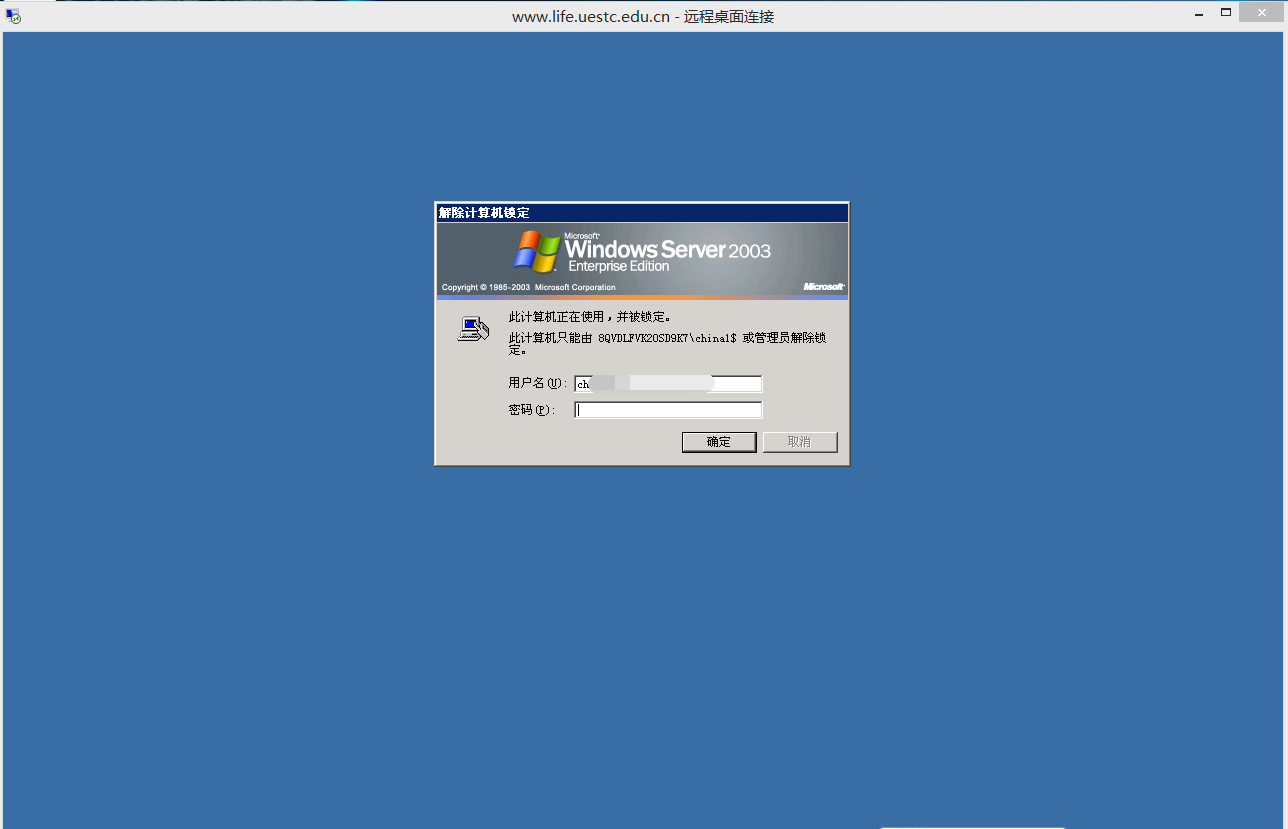 www.life.uestc.edu.cn - 远程桌面连接
解除计算机锁定
Microsoft
Windows Server 2003
Enterprise Edition
Copyright © 1985-2003 Microsoft Corporation
Microsoft
此计算机正在使用，并被锁定。
此计算机只能由 8QVDLFVK2OSD9K7\china1$ 或管理员解除锁
定。
用户名(U): ch
密码(P):
确定
取消